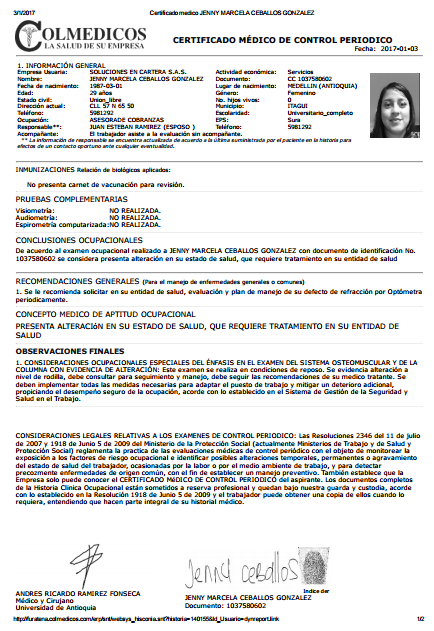 3/1/2017 Certificado medico JENNY MARCELA CEBALLOS GONZALEZ
COLMEDICOS
LA SALUD DE SU EMPRESA
CERTIFICADO MÉDICO DE CONTROL PERIODICO
Fecha: 2017-01-03
1. INFORMACIÓN GENERAL
Empresa Usuaria: SOLUCIONES EN CARTERA S.A.S. Actividad económica: Servicios
Nombre: JENNY MARCELA CEBALLOS GONZALEZ Documento: CC 1037580602
Fecha de nacimiento: 1987-03-01 Lugar de nacimiento: MEDELLIN (ANTIOQUIA)
Edad: 29 años Género: Femenino
Estado civil: Union_libre No. hijos vivos: 0
Dirección actual: CLL 57 N 65 50 Municipio: ITAGUI
Teléfono: 5981292 Escolaridad: Universitario_completo
Ocupación: ASESORADE COBRANZAS EPS: Sura
Responsable**: JUAN ESTEBAN RAMIREZ (ESPOSO ) Teléfono: 5981292
Acompañante: El trabajador asiste a la evaluación sin acompañante.
** La información de responsable se encuentra actualizada de acuerdo a la última suministrada por el paciente en la historia para
efectos de un contacto oportuno ante cualquier eventualidad.
INMUNIZACIONES Relación de biológicos aplicados:
No presenta carnet de vacunación para revisión.
PRUEBAS COMPLEMENTARIAS
Visiometría: NO REALIZADA.
Audiometría: NO REALIZADA.
Espirometría computarizada: NO REALIZADA.
CONCLUSIONES OCUPACIONALES
De acuerdo al examen ocupacional realizado a JENNY MARCELA CEBALLOS GONZALEZ con documento de identificación No.
1037580602 se considera presenta alteración en su estado de salud, que requiere tratamiento en su entidad de salud
RECOMENDACIONES GENERALES (Para el manejo de enfermedades generales o comunes)
1. Se le recomienda solicitar en su entidad de salud, evaluación y plan de manejo de su defecto de refracción por Optómetra
periodicamente.
CONCEPTO MEDICO DE APTITUD OCUPACIONAL
PRESENTA ALTERACIóN EN SU ESTADO DE SALUD, QUE REQUIERE TRATAMIENTO EN SU ENTIDAD DE
SALUD
OBSERVACIONES FINALES
1. CONSIDERACIONES OCUPACIONALES ESPECIALES DEL ÉNFASIS EN EL EXAMEN DEL SISTEMA OSTEOMUSCULAR Y DE LA
COLUMNA CON EVIDENCIA DE ALTERACIÓN: Este examen se realiza en condiciones de reposo. Se evidencia alteración a
nivel de rodilla, debe consultar para seguimiento y manejo, debe seguir las recomendaciones de su medico tratante. Se
deben implementar todas las medidas necesarias para adaptar el puesto de trabajo y mitigar un deterioro adicional,
propiciando el desempeño seguro de la ocupación, acorde con lo establecido en el Sistema de Gestión de la Seguridad y
Salud en el Trabajo.
CONSIDERACIONES LEGALES RELATIVAS A LOS EXAMENES DE CONTROL PERIODICO: Las Resoluciones 2346 del 11 de julio
de 2007 y 1918 de Junio 5 de 2009 del Ministerio de la Protección Social (actualmente Ministerios de Trabajo y de Salud y
Protección Social) reglamenta la practica de las evaluaciones médicas de control periódico con el objeto de monitorear la
exposición a los factores de riesgo ocupacional e identificar posibles alteraciones temporales, permanentes o agravamiento
del estado de salud del trabajador, ocasionadas por la labor o por el medio ambiente de trabajo, y para detectar
precozmente enfermedades de origen común, con el fin de establecer un manejo preventivo. También establece que la
Empresa solo puede conocer el CERTIFICADO MéDICO DE CONTROL PERIóDICO del aspirante. Los documentos completos
de la Historia Clínica Ocupacional están sometidos a reserva profesional y quedan bajo nuestra guarda y custodia, acorde
con lo establecido en la Resolución 1918 de Junio 5 de 2009 y el trabajador puede obtener una copia de ellos cuando lo
requiera, entendiendo que hacen parte integral de su historial médico.
Jenny ceballos
Indice der
ANDRES RICARDO RAMIREZ FONSECA JENNY MARCELA CEBALLOS GONZALEZ
Médico y Cirujano Documento: 1037580602
Universidad de Antioquia
http://furatena.colmedicos.com/erp/snt/websys_hisconia.snt?historia=140155&id_Usuario=dynreport.link 1/2